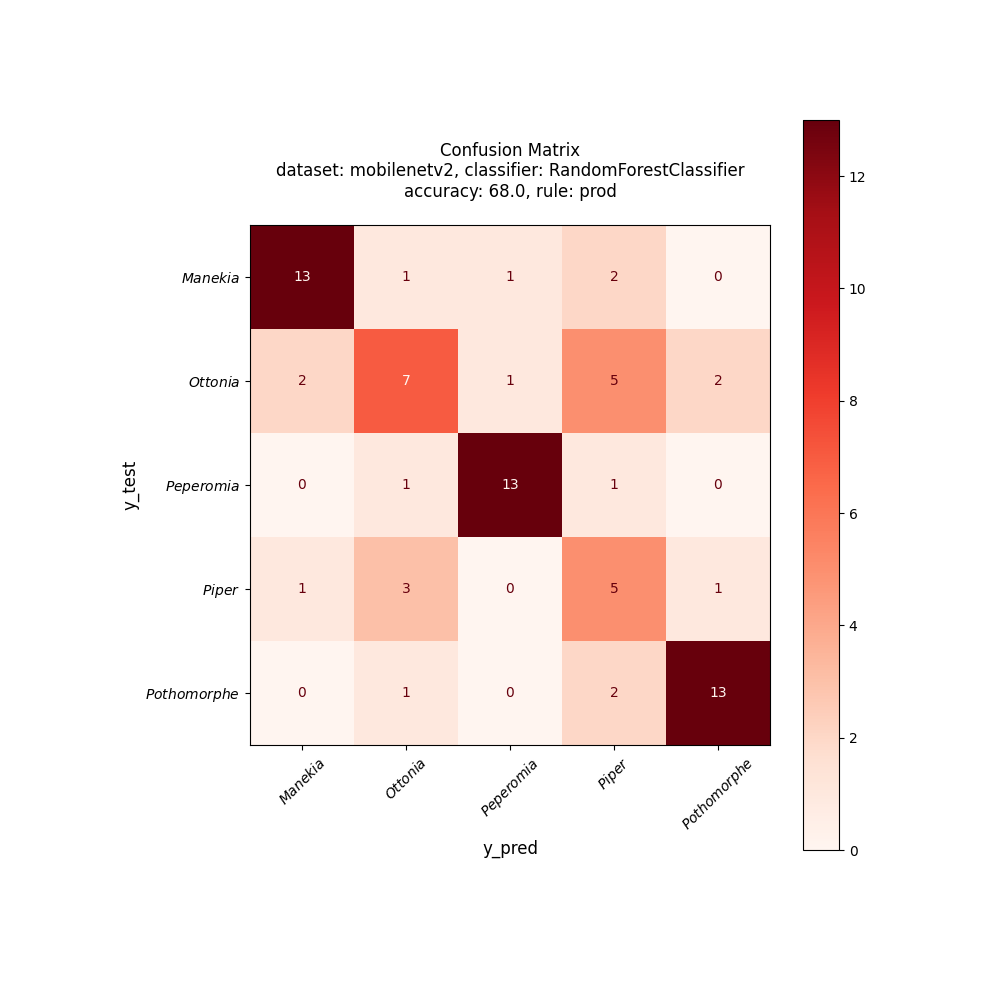 Confusion Matrix
dataset: mobilenetv2, classifier: RandomForestClassifier
accuracy: 68.0, rule: prod
Manekia 13 1 1 2 0
Ottonia 2 7 1 5 2
Peperomia 0 1 13 1 0
Piper 1 3 0 5 1
Pothomorphe 0 1 0 2 13
y_test
Manekia Ottonia Peperomia Piper Pothomorphe
y_pred
12
10
8
6
4
2
0